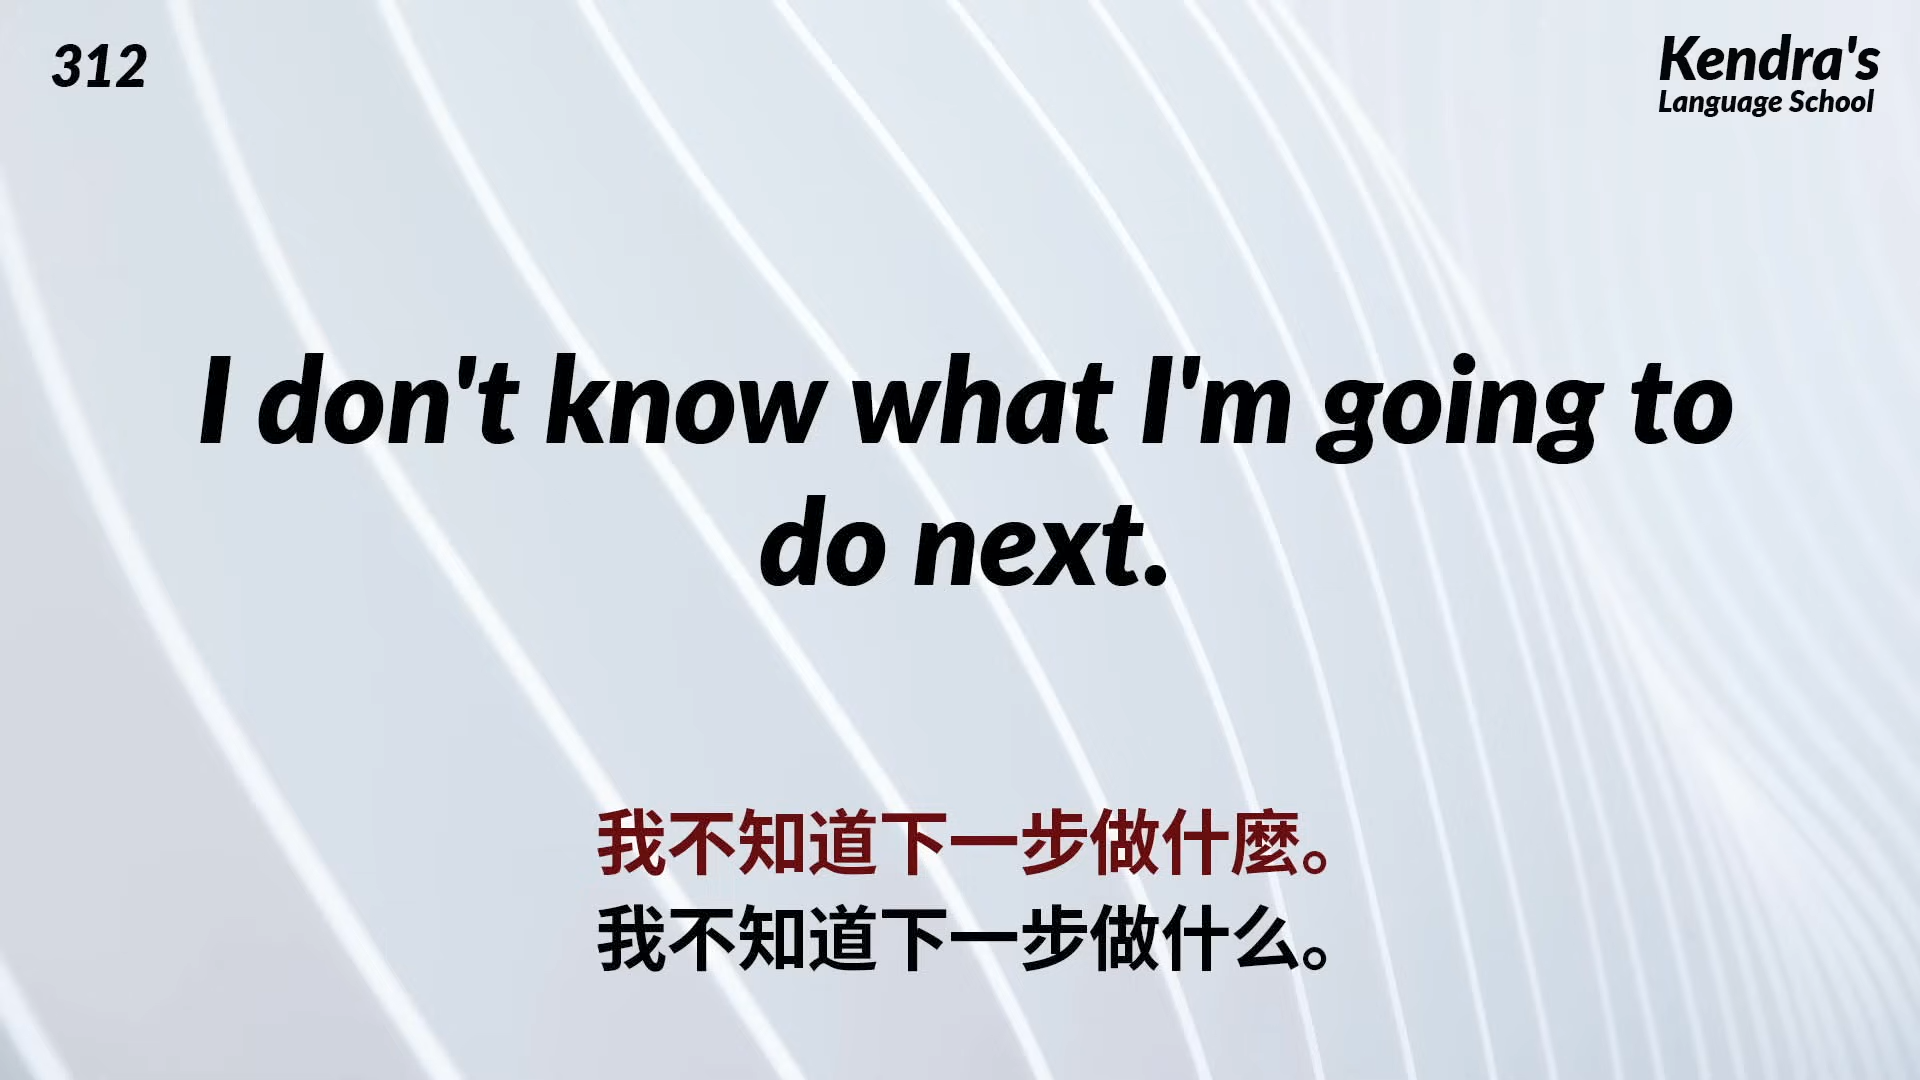 312
Kendra's
Language School
I don't know what I'm going to
do next.
我不知道下一步做什麼。
我不知道下一步做什么。